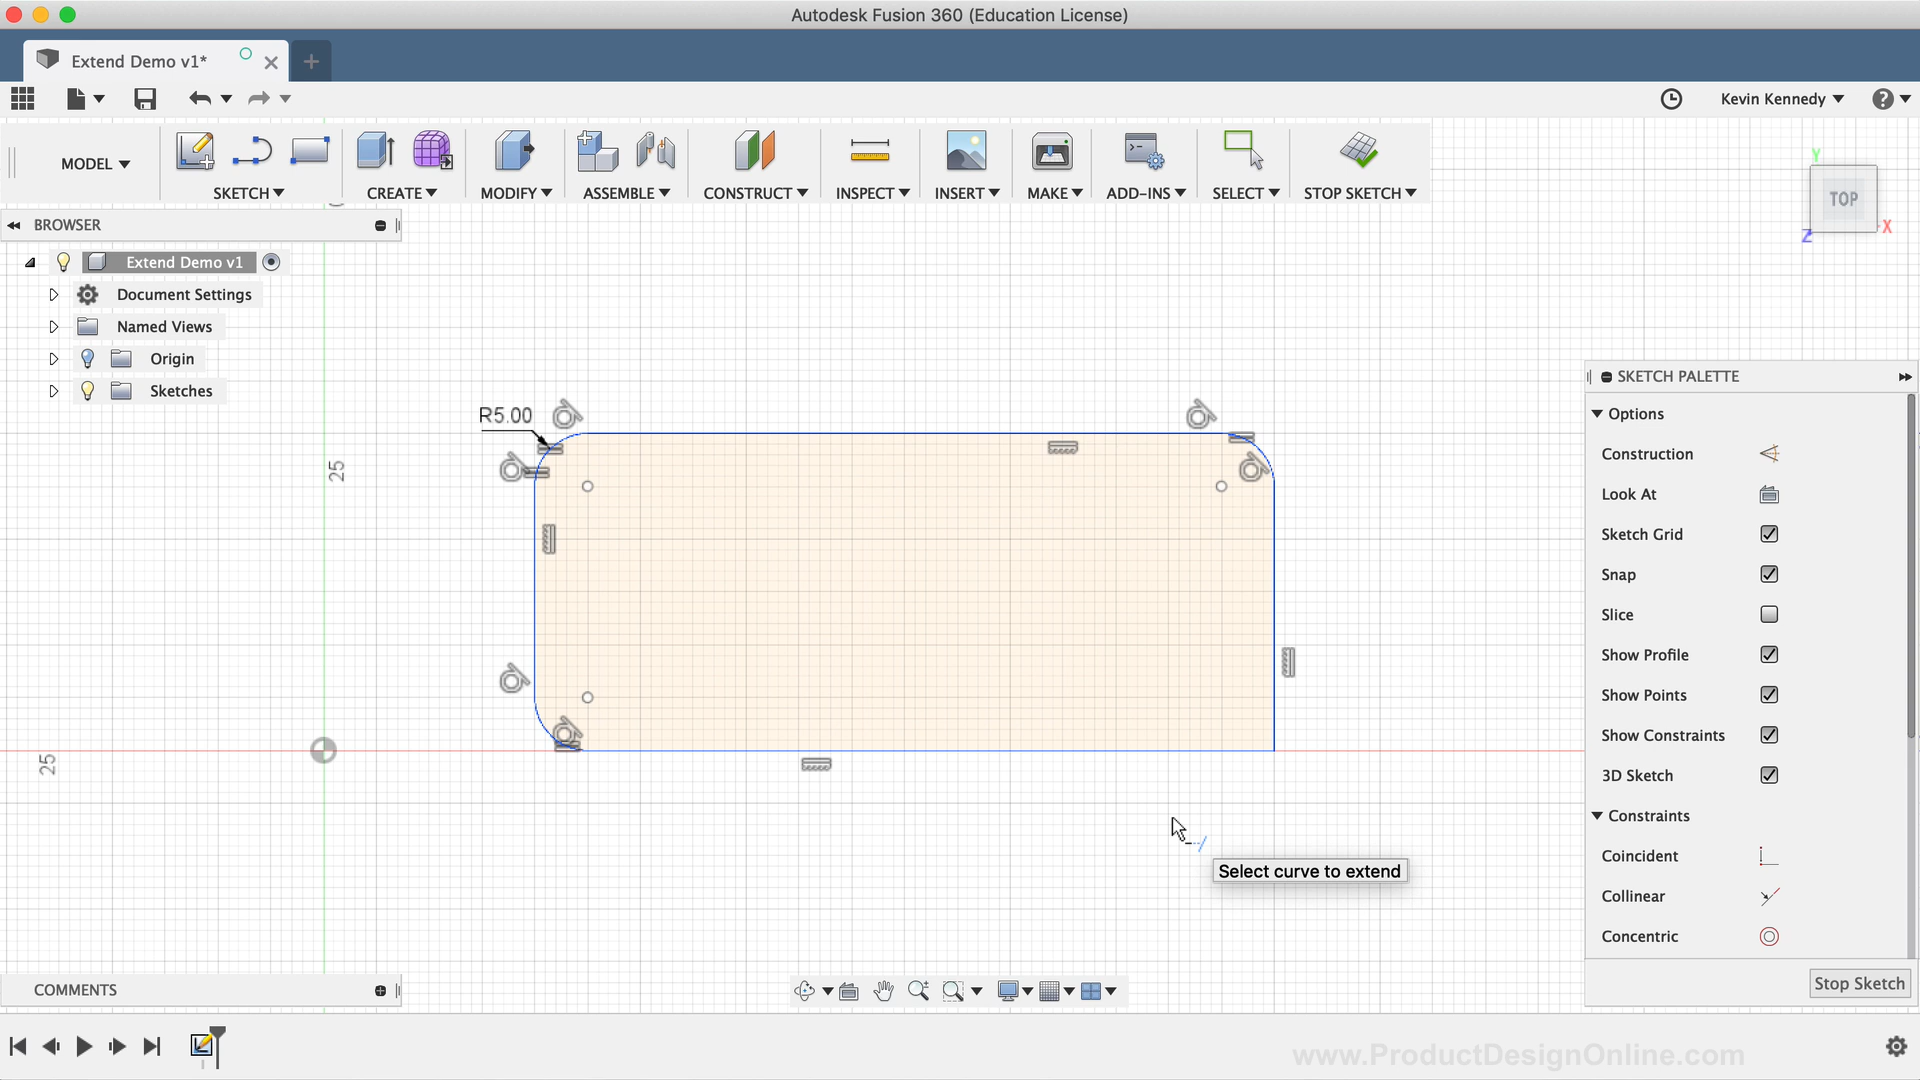 Autodesk Fusion 360 (Education License)
Extend Demo v1*
Kevin Kennedy
MODEL
SKETCH
CREATE
MODIFY
ASSEMBLE
CONSTRUCT
INSPECT
INSERT
MAKE
ADD-INS
SELECT
STOP SKETCH
Y
TOP
X
Z
BROWSER
Extend Demo v1
Document Settings
Named Views
Origin
Sketches
R5.00
25
25
SKETCH PALETTE
Options
Construction
Look At
Sketch Grid
Snap
Slice
Show Profile
Show Points
Show Constraints
3D Sketch
Constraints
Coincident
Collinear
Concentric
Select curve to extend
Stop Sketch
COMMENTS
www.ProductDesignOnline.com